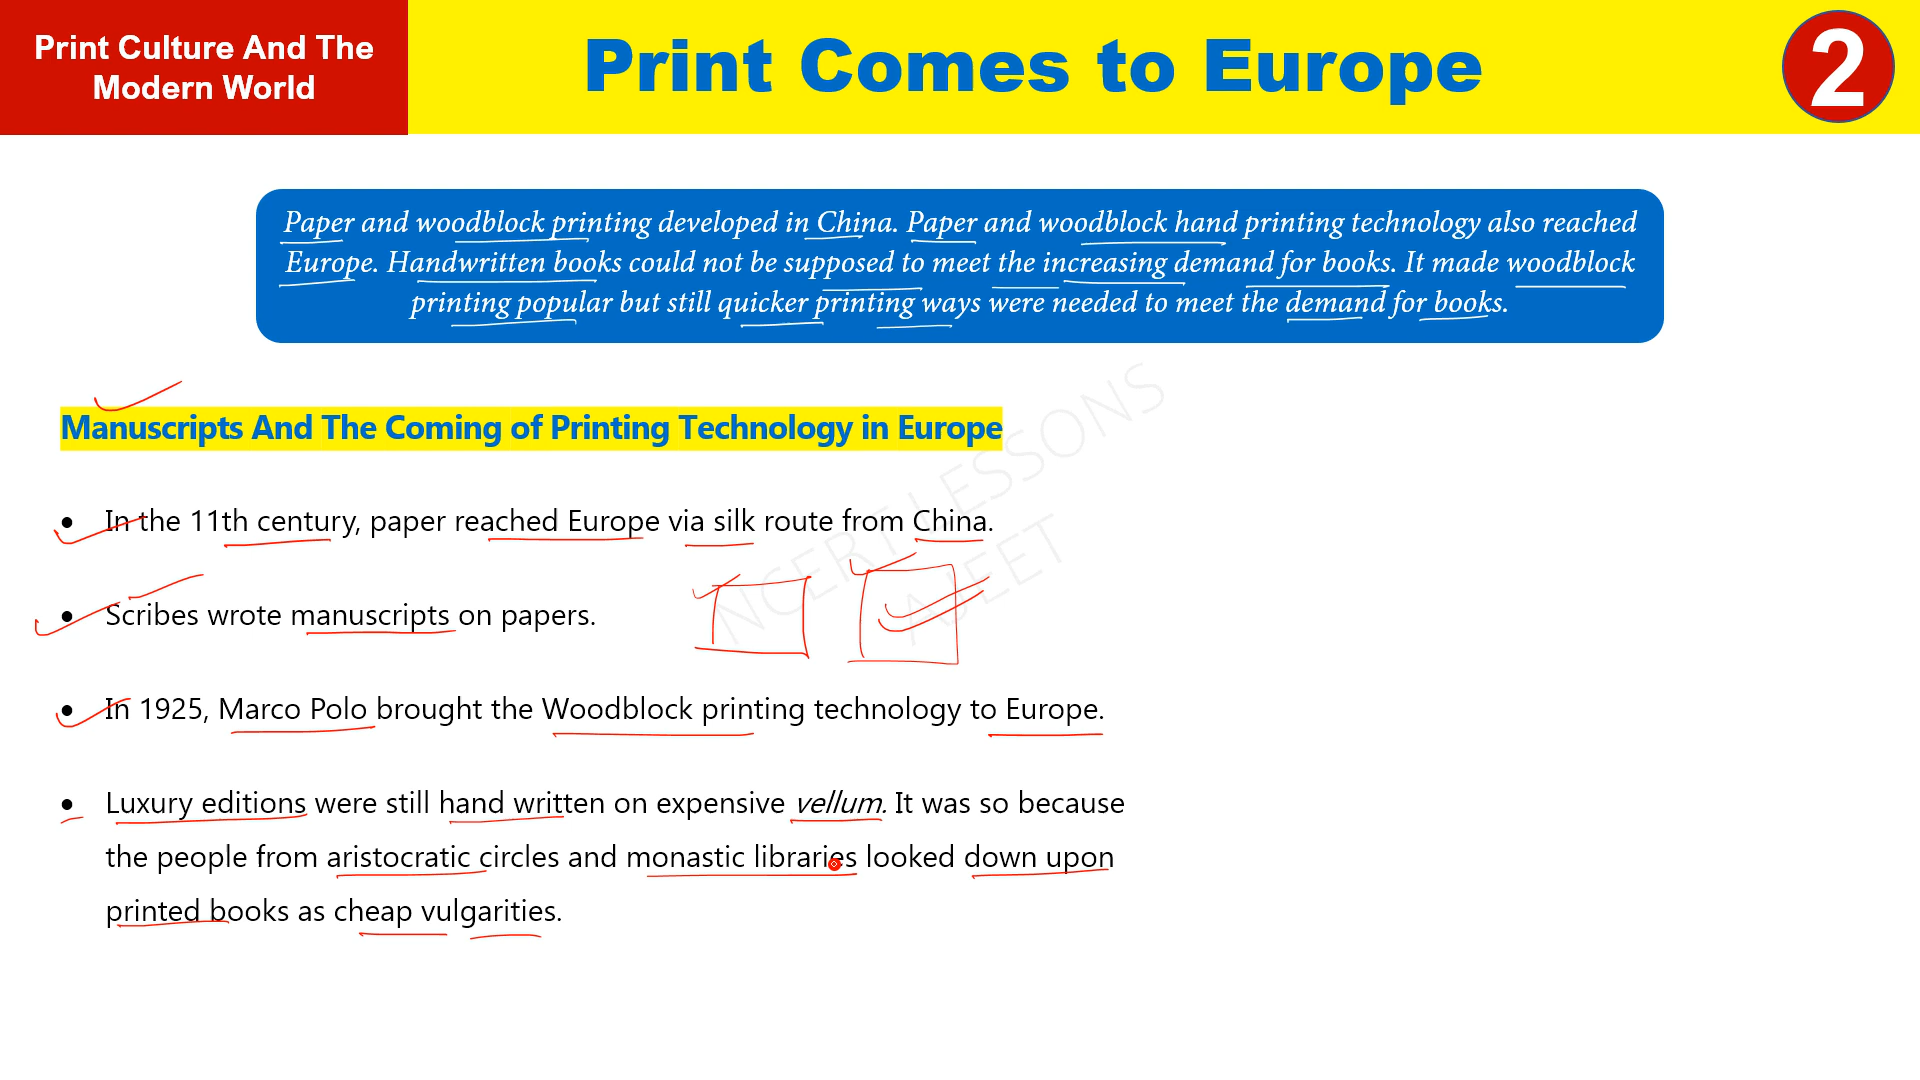 Print Culture And The
Modern World
Print Comes to Europe
2
Paper and woodblock printing developed in China. Paper and woodblock hand printing technology also reached
Europe. Handwritten books could not be supposed to meet the increasing demand for books. It made woodblock
printing popular but still quicker printing ways were needed to meet the demand for books.
Manuscripts And The Coming of Printing Technology in Europe
• In the 11th century, paper reached Europe via silk route from China.
• Scribes wrote manuscripts on papers.
• In 1925, Marco Polo brought the Woodblock printing technology to Europe.
• Luxury editions were still hand written on expensive vellum. It was so because
the people from aristocratic circles and monastic libraries looked down upon
printed books as cheap vulgarities.
NCERT LESSONS
AJEET